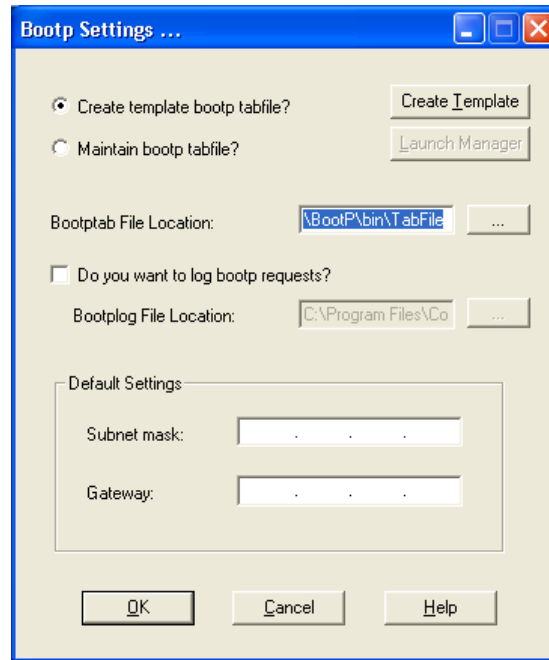 Bootp Settings ...
Create template bootp tabfile?
Create Template
Maintain bootp tabfile?
Launch Manager
Bootptab File Location:
\BootP\bin\TabFile
...
Do you want to log bootp requests?
Bootplog File Location:
C:\Program Files\Co
...
Default Settings
Subnet mask:
. . .
Gateway:
. . .
OK
Cancel
Help